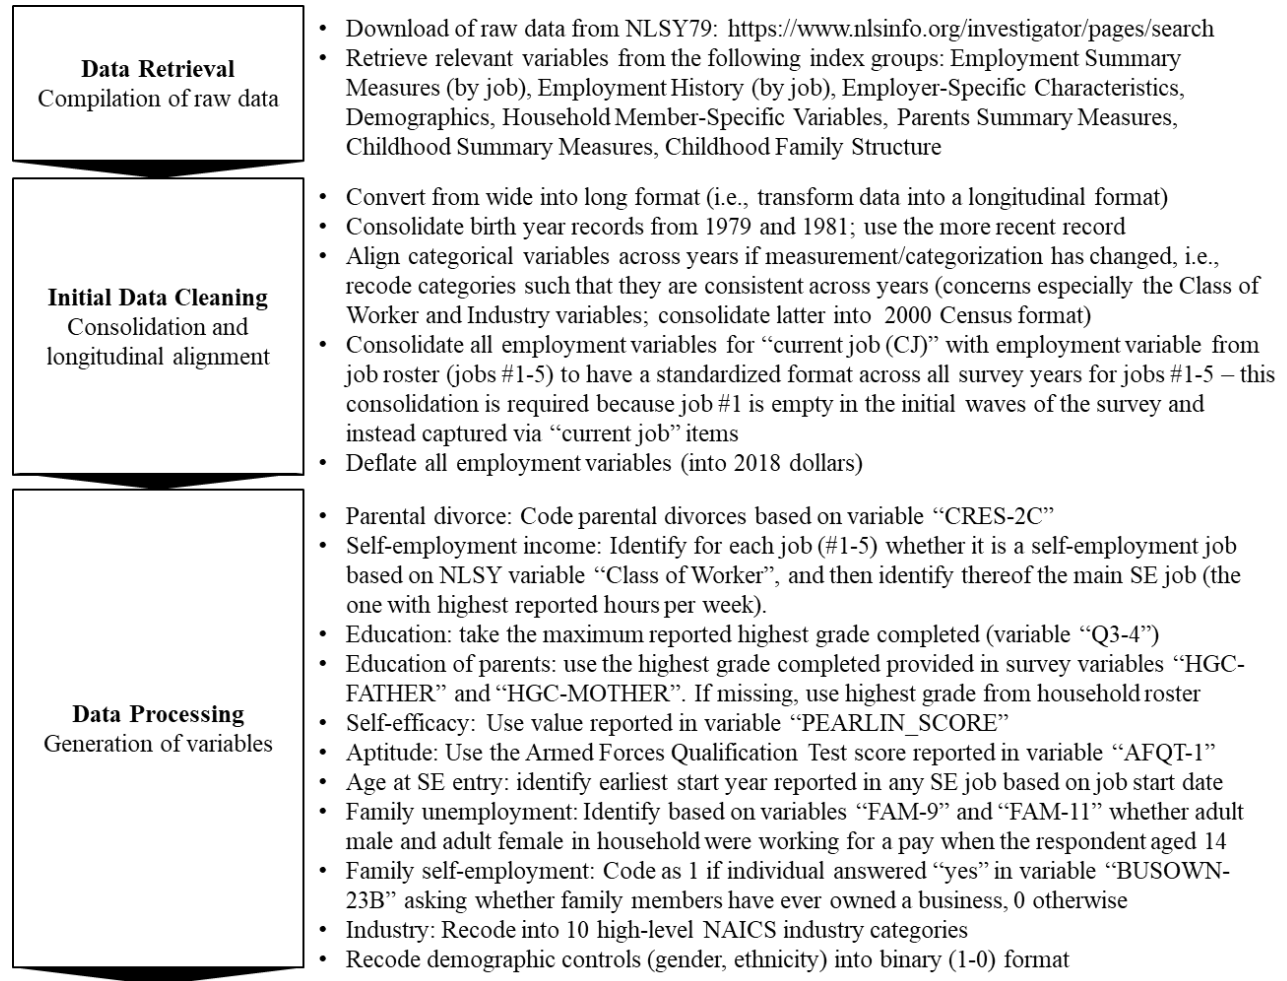 Data Retrieval
Compilation of raw data
• Download of raw data from NLSY79: https://www.nlsinfo.org/investigator/pages/search
• Retrieve relevant variables from the following index groups: Employment Summary
Measures (by job), Employment History (by job), Employer-Specific Characteristics,
Demographics, Household Member-Specific Variables, Parents Summary Measures,
Childhood Summary Measures, Childhood Family Structure
Initial Data Cleaning
Consolidation and
longitudinal alignment
• Convert from wide into long format (i.e., transform data into a longitudinal format)
• Consolidate birth year records from 1979 and 1981; use the more recent record
• Align categorical variables across years if measurement/categorization has changed, i.e.,
recode categories such that they are consistent across years (concerns especially the Class of
Worker and Industry variables; consolidate latter into 2000 Census format)
• Consolidate all employment variables for “current job (CJ)” with employment variable from
job roster (jobs #1-5) to have a standardized format across all survey years for jobs #1-5 – this
consolidation is required because job #1 is empty in the initial waves of the survey and
instead captured via “current job” items
• Deflate all employment variables (into 2018 dollars)
Data Processing
Generation of variables
• Parental divorce: Code parental divorces based on variable “CRES-2C”
• Self-employment income: Identify for each job (#1-5) whether it is a self-employment job
based on NLSY variable “Class of Worker”, and then identify thereof the main SE job (the
one with highest reported hours per week).
• Education: take the maximum reported highest grade completed (variable “Q3-4”)
• Education of parents: use the highest grade completed provided in survey variables “HGC-
FATHER” and “HGC-MOTHER”. If missing, use highest grade from household roster
• Self-efficacy: Use value reported in variable “PEARLIN_SCORE”
• Aptitude: Use the Armed Forces Qualification Test score reported in variable “AFQT-1”
• Age at SE entry: identify earliest start year reported in any SE job based on job start date
• Family unemployment: Identify based on variables “FAM-9” and “FAM-11” whether adult
male and adult female in household were working for a pay when the respondent aged 14
• Family self-employment: Code as 1 if individual answered “yes” in variable “BUSOWN-
23B” asking whether family members have ever owned a business, 0 otherwise
• Industry: Recode into 10 high-level NAICS industry categories
• Recode demographic controls (gender, ethnicity) into binary (1-0) format